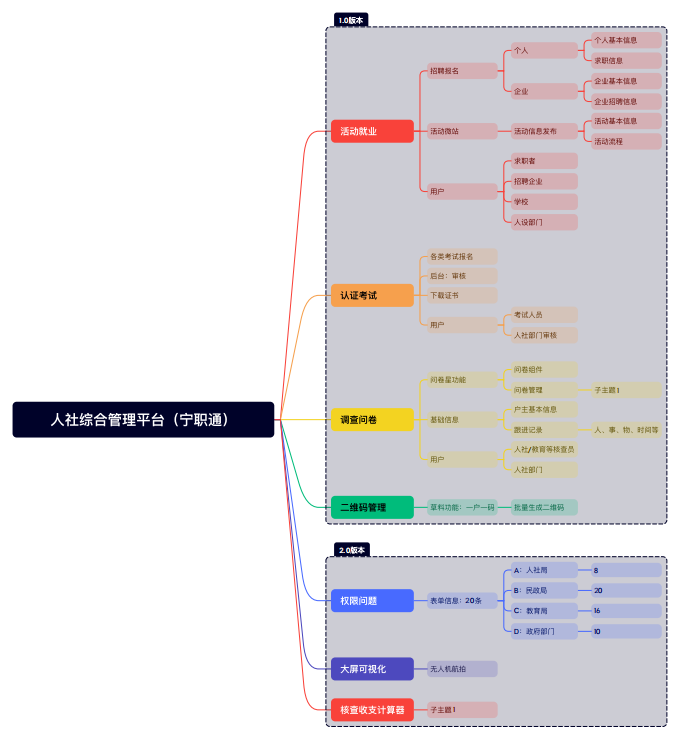 1.0版本
人社综合管理平台（宁职通）
活动就业
招聘报名
个人
个人基本信息
求职信息
企业
企业基本信息
企业招聘信息
活动微站
活动信息发布
活动基本信息
活动流程
用户
求职者
招聘企业
学校
人设部门
认证考试
各类考试报名
后台：审核
下载证书
用户
考试人员
人社部门审核
调查问卷
问卷星功能
问卷组件
问卷管理
子主题1
基础信息
户主基本信息
跟进记录
人、事、物、时间等
用户
人社/教育等核查员
人社部门
二维码管理
草料功能：一户一码
批量生成二维码
2.0版本
权限问题
表单信息：20条
A：人社局
8
B：民政局
20
C：教育局
16
D：政府部门
10
大屏可视化
无人机航拍
核查收支计算器
子主题1